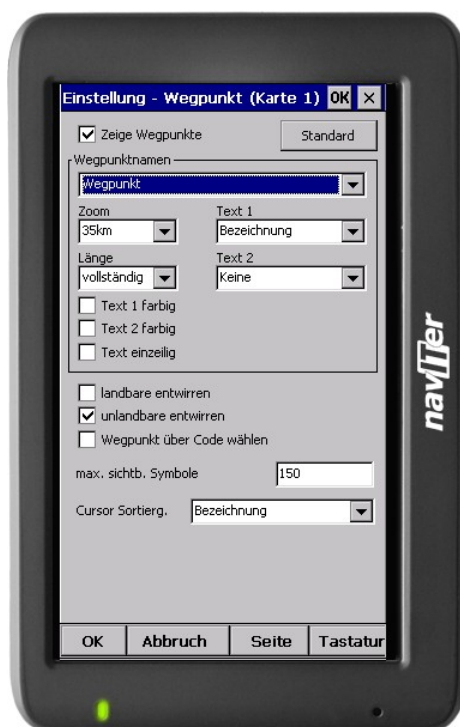 Einstellung - Wegpunkt (Karte 1) OK ×
Zeige Wegpunkte Standard
Wegpunktnamen
Wegpunkt
Zoom Text 1
35km Bezeichnung
Länge Text 2
vollständig Keine
Text 1 farbig
Text 2 farbig
Text einzeilig
landbare entwirren
unlandbare entwirren
Wegpunkt über Code wählen
max. sichtb. Symbole 150
Cursor Sortierg. Bezeichnung
OK Abbruch Seite Tastatur
naviter